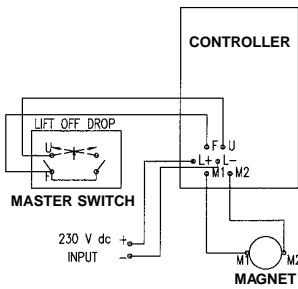 CONTROLLER
LIFT OFF DROP
F U
U
L+ L-
M1 M2
F
MASTER SWITCH
230 V dc +
INPUT -
M1 M2
MAGNET